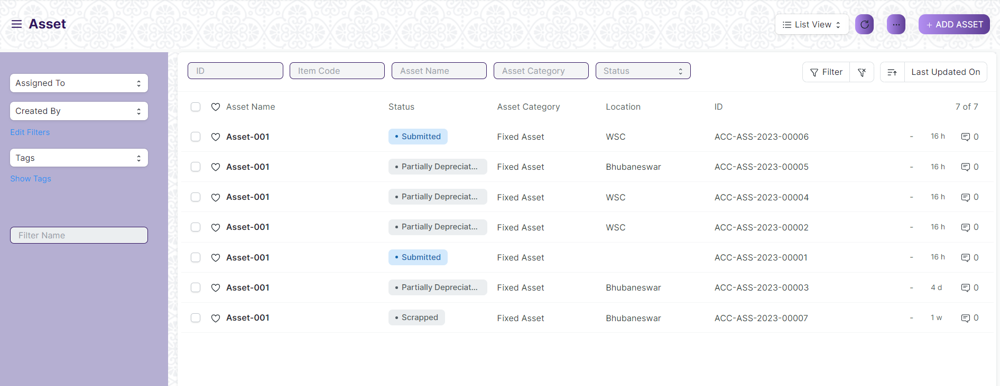 Asset
List View
...
+ ADD ASSET
Assigned To
Created By
Edit Filters
Tags
Show Tags
Filter Name
ID Item Code Asset Name Asset Category Status
Filter
Last Updated On
Asset Name Status Asset Category Location ID 7 of 7
Asset-001 • Submitted Fixed Asset WSC ACC-ASS-2023-00006 - 16 h 0
Asset-001 • Partially Depreciat... Fixed Asset Bhubaneswar ACC-ASS-2023-00005 - 16 h 0
Asset-001 • Partially Depreciat... Fixed Asset WSC ACC-ASS-2023-00004 - 16 h 0
Asset-001 • Partially Depreciat... Fixed Asset WSC ACC-ASS-2023-00002 - 16 h 0
Asset-001 • Submitted Fixed Asset ACC-ASS-2023-00001 - 16 h 0
Asset-001 • Partially Depreciat... Fixed Asset Bhubaneswar ACC-ASS-2023-00003 - 4 d 0
Asset-001 • Scrapped Fixed Asset Bhubaneswar ACC-ASS-2023-00007 - 1 w 0